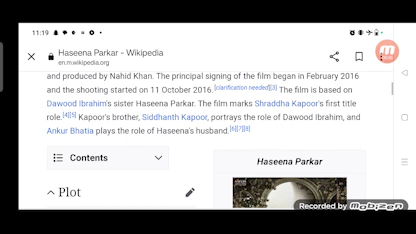 11:19
Haseena Parkar - Wikipedia
en.m.wikipedia.org
and produced by Nahid Khan. The principal signing of the film began in February 2016
and the shooting started on 11 October 2016.[clarification needed][3] The film is based on
Dawood Ibrahim's sister Haseena Parkar. The film marks Shraddha Kapoor's first title
role.[4][5] Kapoor's brother, Siddhanth Kapoor, portrays the role of Dawood Ibrahim, and
Ankur Bhatia plays the role of Haseena's husband.[6][7][8]
Contents
Haseena Parkar
Plot
Recorded by Mobizen